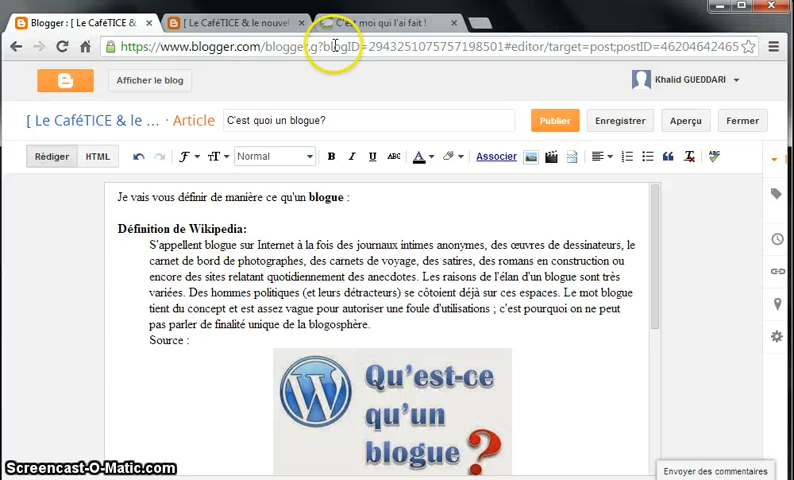 Blogger : [ Le CaféTICE &
[ Le CaféTICE & le nouvel
C'est moi qui l'ai fait !
https://www.blogger.com/blogger.g?blogID=2943251075757198501#editor/target=post;postID=46204642465
Afficher le blog
Khalid GUEDDARI
[ Le CaféTICE & le ... · Article
C'est quoi un blogue?
Publier
Enregistrer
Aperçu
Fermer
Rédiger HTML Normal B I U ABC A Associer
Je vais vous définir de manière ce qu'un blogue :
Définition de Wikipedia:
S'appellent blogue sur Internet à la fois des journaux intimes anonymes, des œuvres de dessinateurs, le
carnet de bord de photographes, des carnets de voyage, des satires, des romans en construction ou
encore des sites relatant quotidiennement des anecdotes. Les raisons de l'élan d'un blogue sont très
variées. Des hommes politiques (et leurs détracteurs) se côtoient déjà sur ces espaces. Le mot blogue
tient du concept et est assez vague pour autoriser une foule d'utilisations ; c'est pourquoi on ne peut
pas parler de finalité unique de la blogosphère.
Source :
Qu'est-ce
qu'un
blogue ?
Screencast-O-Matic.com
Envoyer des commentaires